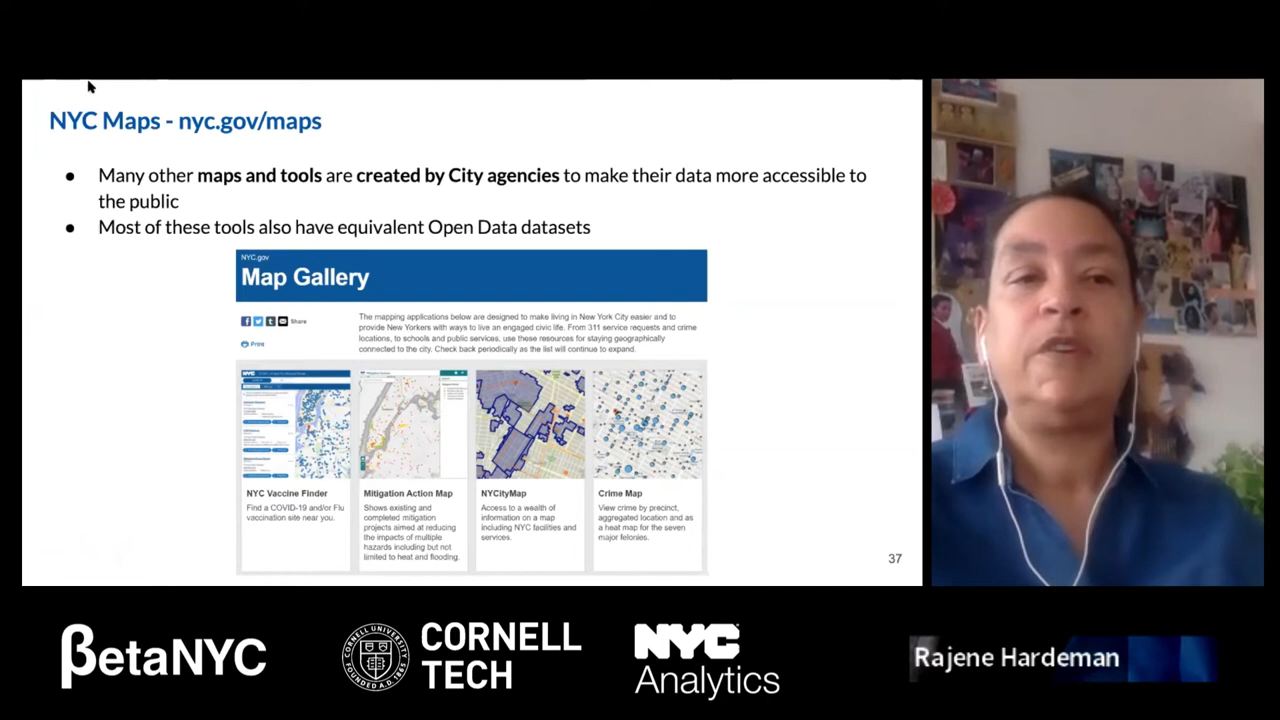 NYC Maps - nyc.gov/maps
● Many other maps and tools are created by City agencies to make their data more accessible to
the public
● Most of these tools also have equivalent Open Data datasets
NYC.gov
Map Gallery
Share
Print
The mapping applications below are designed to make living in New York City easier and to
provide New Yorkers with ways to live an engaged civic life. From 311 service requests and crime
locations, to schools and public services, use these resources for staying geographically
connected to the city. Check back periodically as the list will continue to expand.
NYC Vaccine Finder
Find a COVID-19 and/or Flu
vaccination site near you.
Mitigation Action Map
Shows existing and
completed mitigation
projects aimed at reducing
the impacts of multiple
hazards including but not
limited to heat and flooding.
NYCityMap
Access to a wealth of
information on a map
including NYC facilities and
services.
Crime Map
View crime by precinct,
aggregated location and as
a heat map for the seven
major felonies.
37
βetaNYC
CORNELL
TECH
NYC
Analytics
Rajene Hardeman